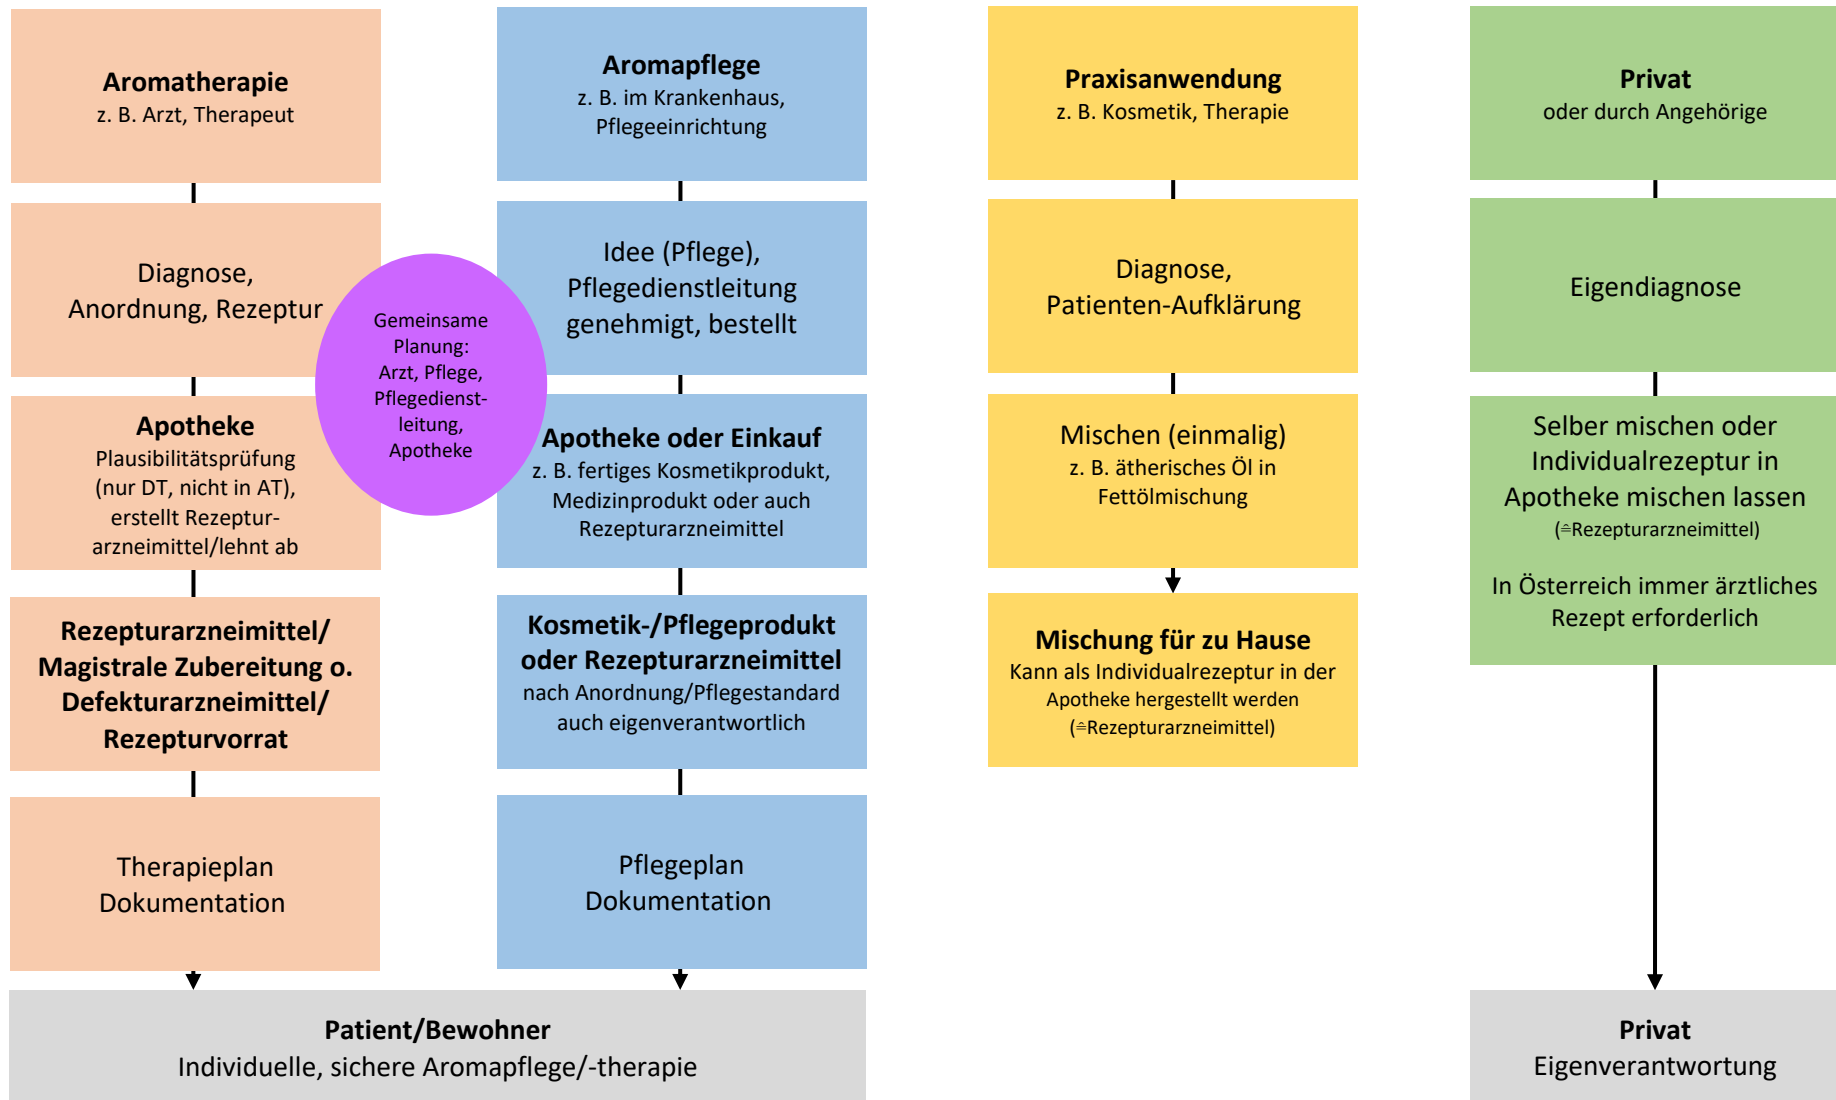 Aromatherapie
z. B. Arzt, Therapeut
Diagnose,
Anordnung, Rezeptur
Apotheke
Plausibilitätsprüfung
(nur DT, nicht in AT),
erstellt Rezeptur-
arzneimittel/lehnt ab
Rezepturarzneimittel/
Magistrale Zubereitung o.
Defekturarzneimittel/
Rezepturvorrat
Therapieplan
Dokumentation
Gemeinsame
Planung:
Arzt, Pflege,
Pflegedienst-
leitung,
Apotheke
Aromapflege
z. B. im Krankenhaus,
Pflegeeinrichtung
Idee (Pflege),
Pflegedienstleitung
genehmigt, bestellt
Apotheke oder Einkauf
z. B. fertiges Kosmetikprodukt,
Medizinprodukt oder auch
Rezepturarzneimittel
Kosmetik-/Pflegeprodukt
oder Rezepturarzneimittel
nach Anordnung/Pflegestandard
auch eigenverantwortlich
Pflegeplan
Dokumentation
Patient/Bewohner
Individuelle, sichere Aromapflege/-therapie
Praxisanwendung
z. B. Kosmetik, Therapie
Diagnose,
Patienten-Aufklärung
Mischen (einmalig)
z. B. ätherisches Öl in
Fettölmischung
Mischung für zu Hause
Kann als Individualrezeptur in der
Apotheke hergestellt werden
(≙Rezepturarzneimittel)
Privat
oder durch Angehörige
Eigendiagnose
Selber mischen oder
Individualrezeptur in
Apotheke mischen lassen
(≙Rezepturarzneimittel)
In Österreich immer ärztliches
Rezept erforderlich
Privat
Eigenverantwortung